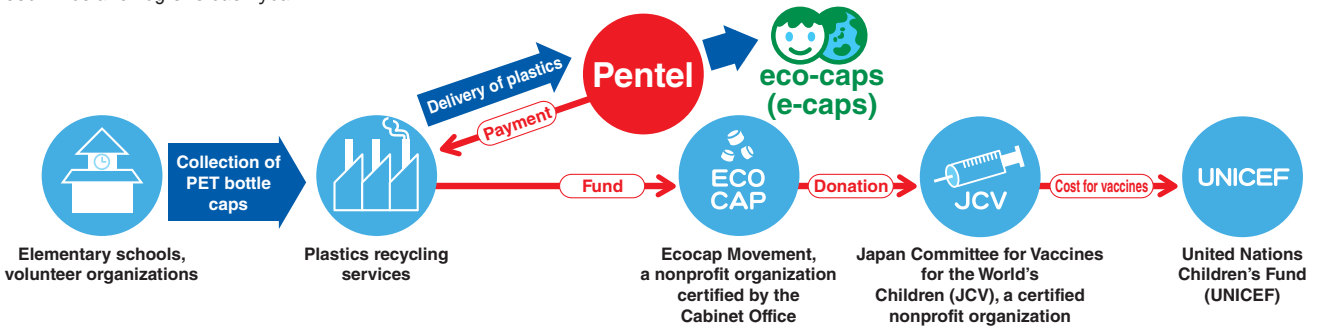 Delivery of plastics
Pentel
eco-caps
(e-caps)
Payment
Collection of
PET bottle
caps
Fund
ECO
CAP
Donation
JCV
Cost for vaccines
UNICEF
Elementary schools,
volunteer organizations
Plastics recycling
services
Ecocap Movement,
a nonprofit organization
certified by the
Cabinet Office
Japan Committee for Vaccines
for the World's
Children (JCV), a certified
nonprofit organization
United Nations
Children's Fund
(UNICEF)